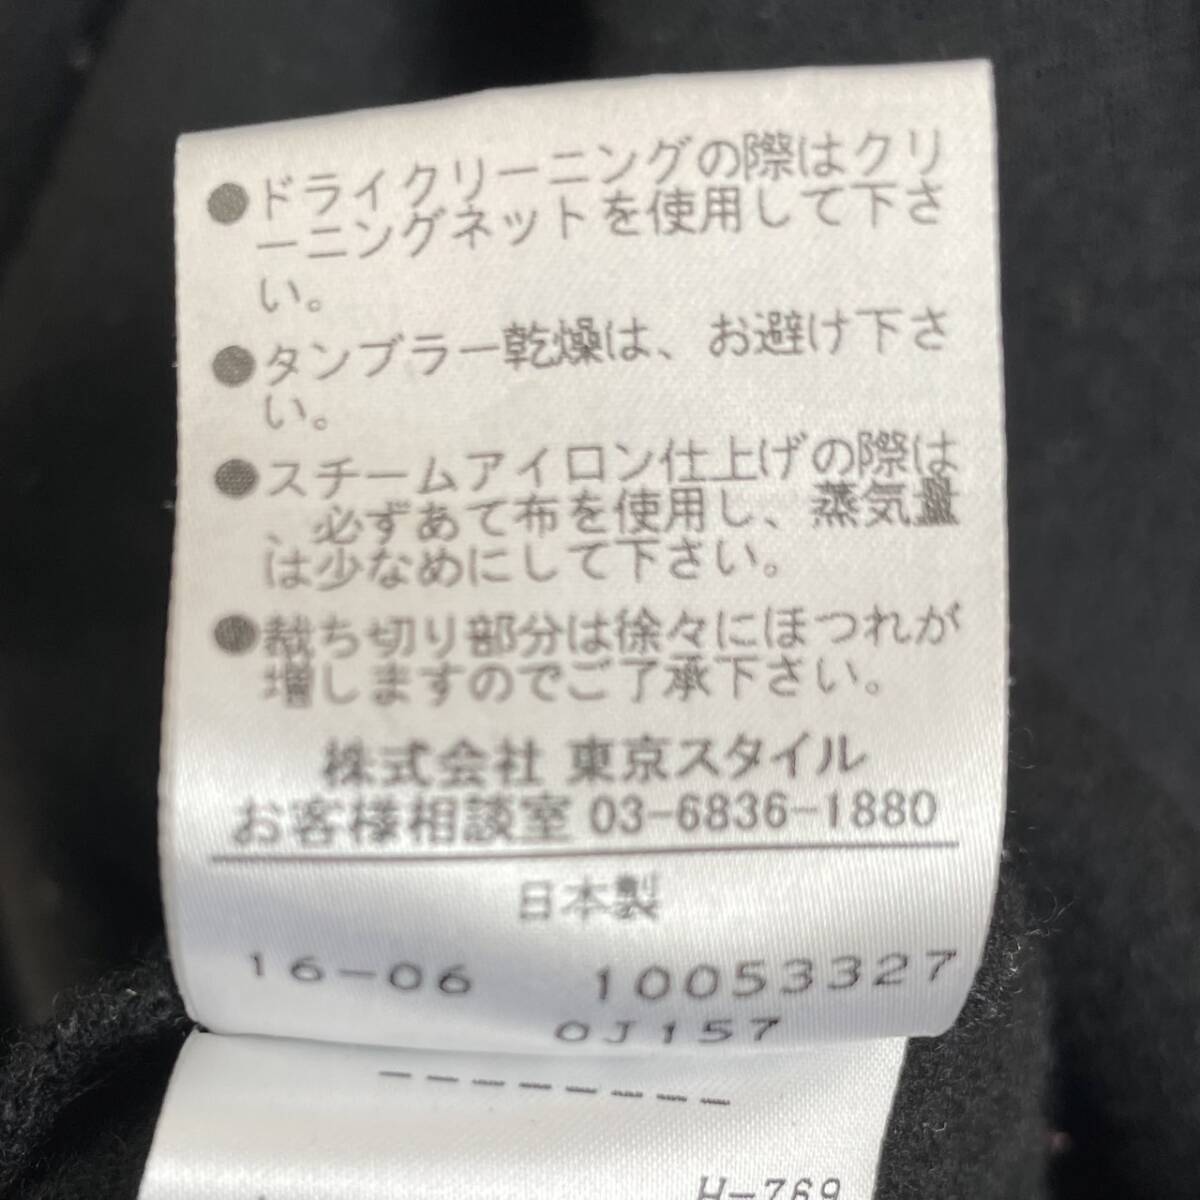 ●ドライクリーニングの際はクリ
ーニングネットを使用して下さ
い。
●タンブラー乾燥は、お避け下さ
い。
●スチームアイロン仕上げの際は
、必ずあて布を使用し、蒸気量
は少なめにして下さい。
●裁ち切り部分は徐々にほつれが
増しますのでご了承下さい。
株式会社 東京スタイル
お客様相談室 03-6836-1880
日本製
16-06 10053327
0J157
--------
H-769